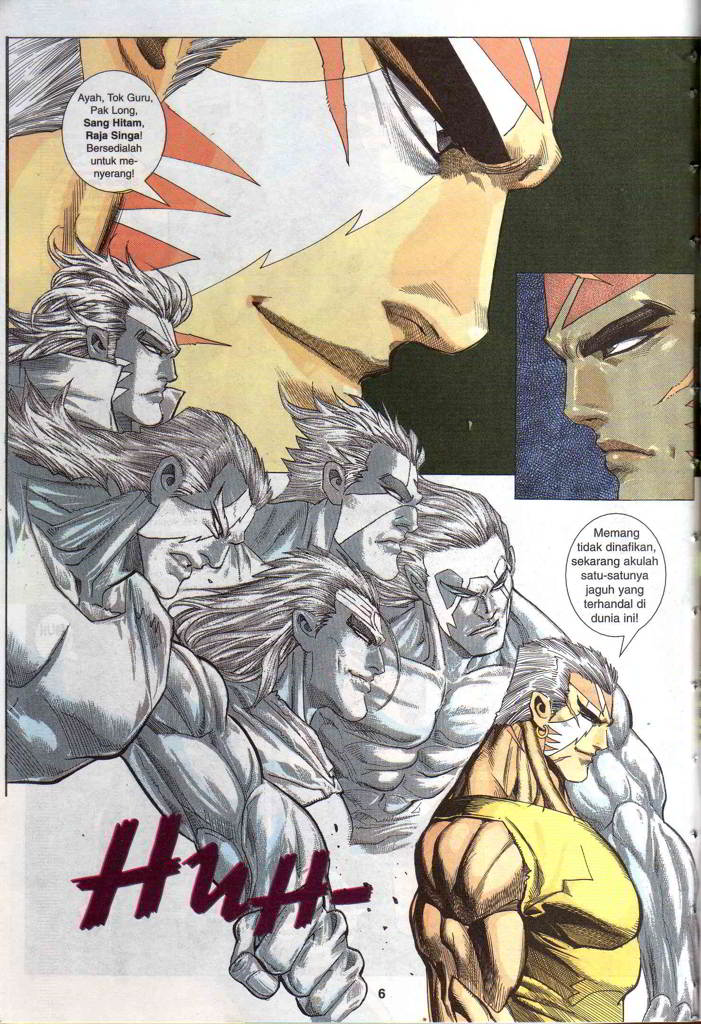 Ayah, Tok Guru,
Pak Long,
Sang Hitam,
Raja Singa!
Bersedialah
untuk me-
nyerang!
Memang
tidak dinafikan,
sekarang akulah
satu-satunya
jaguh yang
terhandal di
dunia ini!
HuH-
6